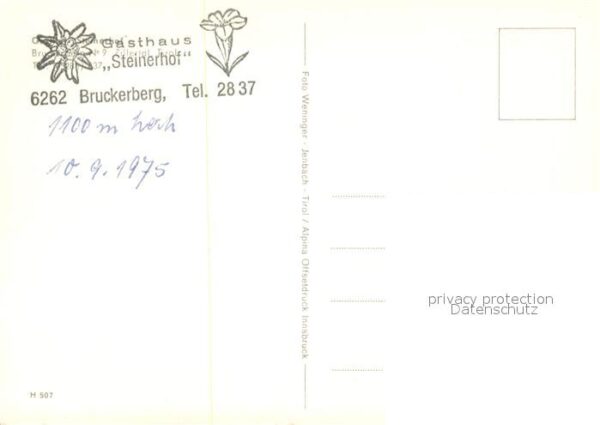 Gasthaus
„Steinerhof"
6262 Bruckerberg, Tel. 28 37
1100 m hoch
10. 9. 1975
Foto Weninger - Jenbach - Tirol / Alpina Offsetdruck Innsbruck
privacy protection
Datenschutz
H 507